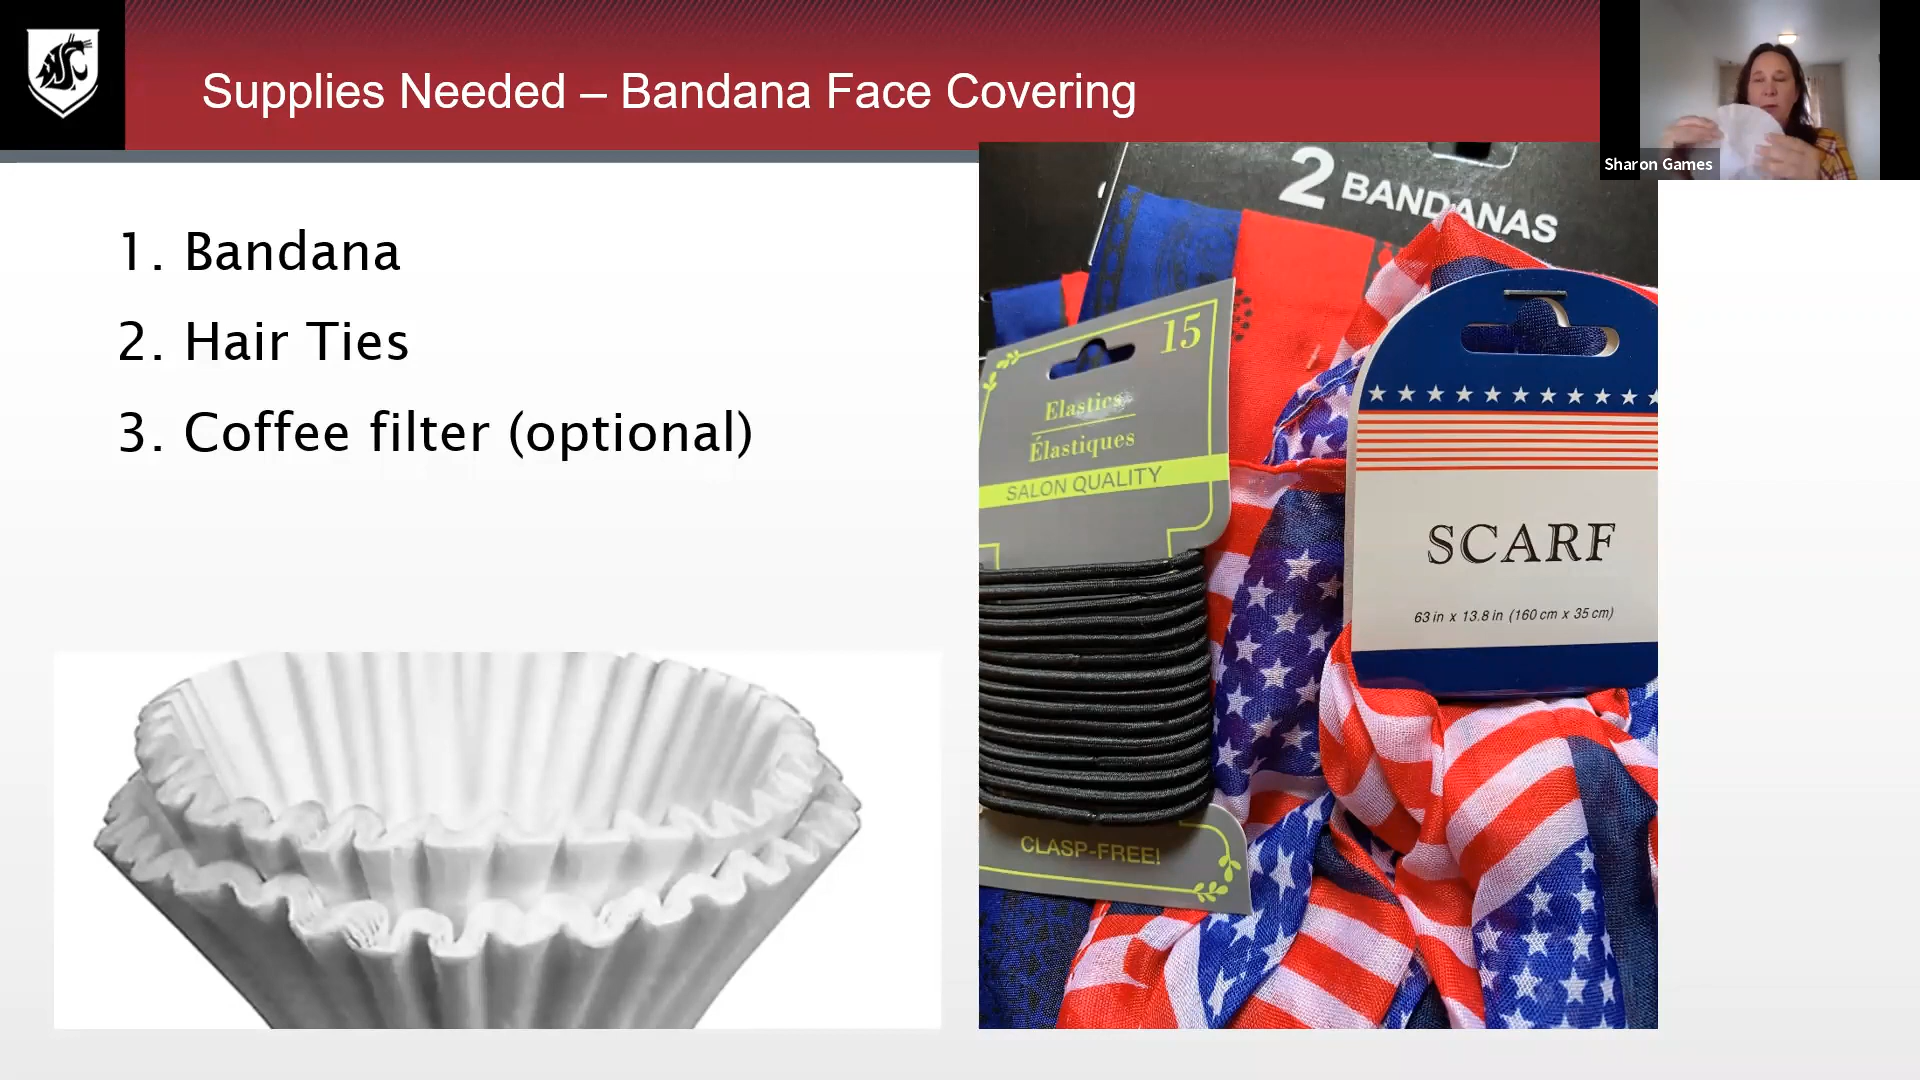 Supplies Needed – Bandana Face Covering
Sharon Games
1. Bandana
2. Hair Ties
3. Coffee filter (optional)
2 BANDANAS
15
Elastics
Élastiques
SALON QUALITY
CLASP-FREE!
SCARF
63 in x 13.8 in (160 cm x 35 cm)